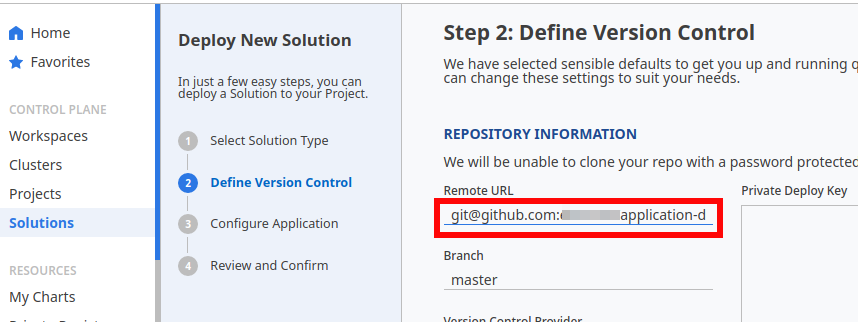 Home
Favorites
CONTROL PLANE
Workspaces
Clusters
Projects
Solutions
RESOURCES
My Charts
Deploy New Solution
In just a few easy steps, you can
deploy a Solution to your Project.
1 Select Solution Type
2 Define Version Control
3 Configure Application
4 Review and Confirm
Step 2: Define Version Control
We have selected sensible defaults to get you up and running
can change these settings to suit your needs.
REPOSITORY INFORMATION
We will be unable to clone your repo with a password protected
Remote URL
git@github.com: application-d
Private Deploy Key
Branch
master
Version Control Provider